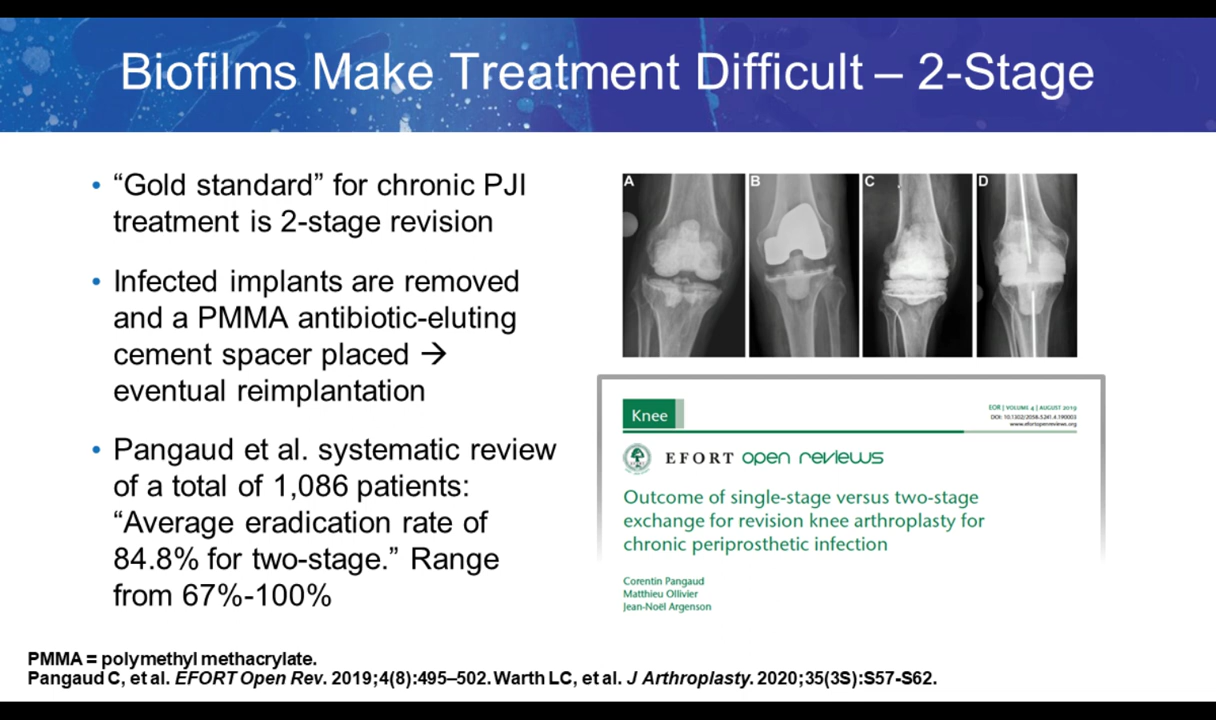 Biofilms Make Treatment Difficult – 2-Stage
• “Gold standard” for chronic PJI
treatment is 2-stage revision
• Infected implants are removed
and a PMMA antibiotic-eluting
cement spacer placed →
eventual reimplantation
• Pangaud et al. systematic review
of a total of 1,086 patients:
“Average eradication rate of
84.8% for two-stage.” Range
from 67%-100%
A B C D
Knee
EOR | VOLUME 4 | AUGUST 2019
DOI: 10.1302/2058-5241.4.190003
www.efortopenreviews.org
EFORT open reviews
Outcome of single-stage versus two-stage
exchange for revision knee arthroplasty for
chronic periprosthetic infection
Corentin Pangaud
Matthieu Ollivier
Jean-Noël Argenson
PMMA = polymethyl methacrylate.
Pangaud C, et al. EFORT Open Rev. 2019;4(8):495–502. Warth LC, et al. J Arthroplasty. 2020;35(3S):S57-S62.